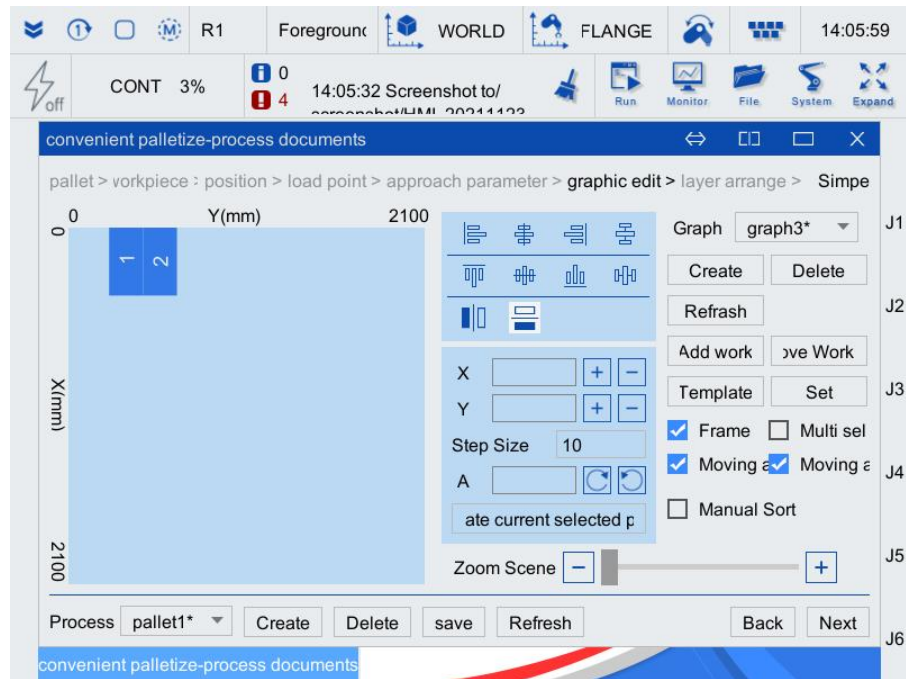 1 M R1 Foreground WORLD FLANGE 14:05:59
off CONT 3% i 0 Run Monitor File System Expand
! 4 14:05:32 Screenshot to/
convenient palletize-process documents
pallet > vorkpiece : position > load point > approach parameter > graphic edit > layer arrange > Simpe
0 Y(mm) 2100
0
1 2
X(mm)
2100
X
Y
Step Size 10
A
ate current selected p
Zoom Scene
Graph graph3*
Create Delete
Refrash
Add work ove Work
Template Set
Frame Multi sel
Moving a Moving a
Manual Sort
J1
J2
J3
J4
J5
J6
Process pallet1* Create Delete save Refresh Back Next
convenient palletize-process documents